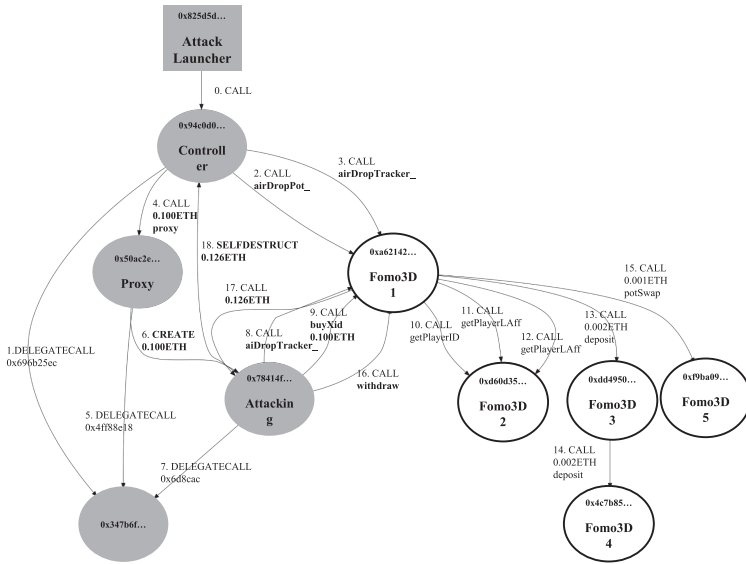 0x825d5d...
Attack
Launcher
0. CALL
0x94c0d0...
Controll
er
3. CALL
airDropTracker_
2. CALL
airDropPot_
4. CALL
0.100ETH
proxy
18. SELFDESTRUCT
0.126ETH
0x50ac2e...
Proxy
0xa62142...
Fomo3D
1
15. CALL
0.001ETH
potSwap
17. CALL
0.126ETH
9. CALL
buyXid
0.100ETH
10. CALL
getPlayerID
11. CALL
getPlayerLAff
12. CALL
getPlayerLAff
13. CALL
0.002ETH
deposit
6. CREATE
0.100ETH
8. CALL
aiDropTracker_
1.DELEGATECALL
0x696b25ec
16. CALL
withdraw
0x78414f...
Attackin
g
0xd60d35...
Fomo3D
2
0xdd4950...
Fomo3D
3
0xf9ba09...
Fomo3D
5
5. DELEGATECALL
0x4ff88e18
7. DELEGATECALL
0x6d8cac
14. CALL
0.002ETH
deposit
0x347b6f...
0x4c7b85...
Fomo3D
4